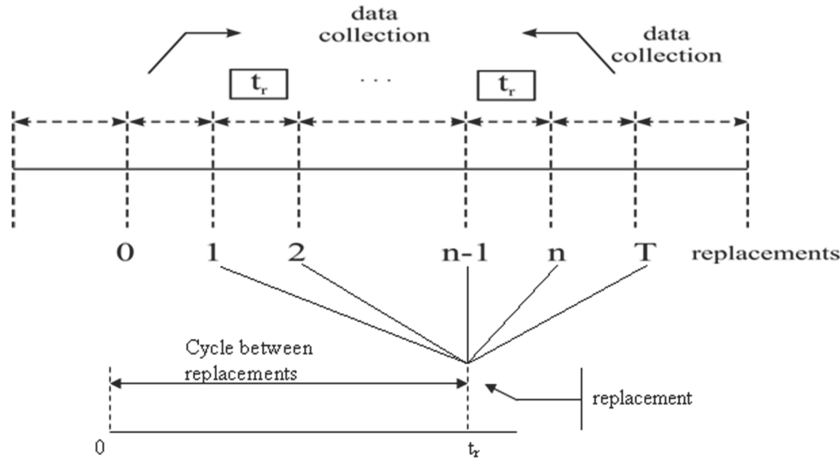 data
collection
data
collection
t_r
. . .
t_r
0 1 2 n-1 n T replacements
Cycle between
replacements
replacement
0
t_r